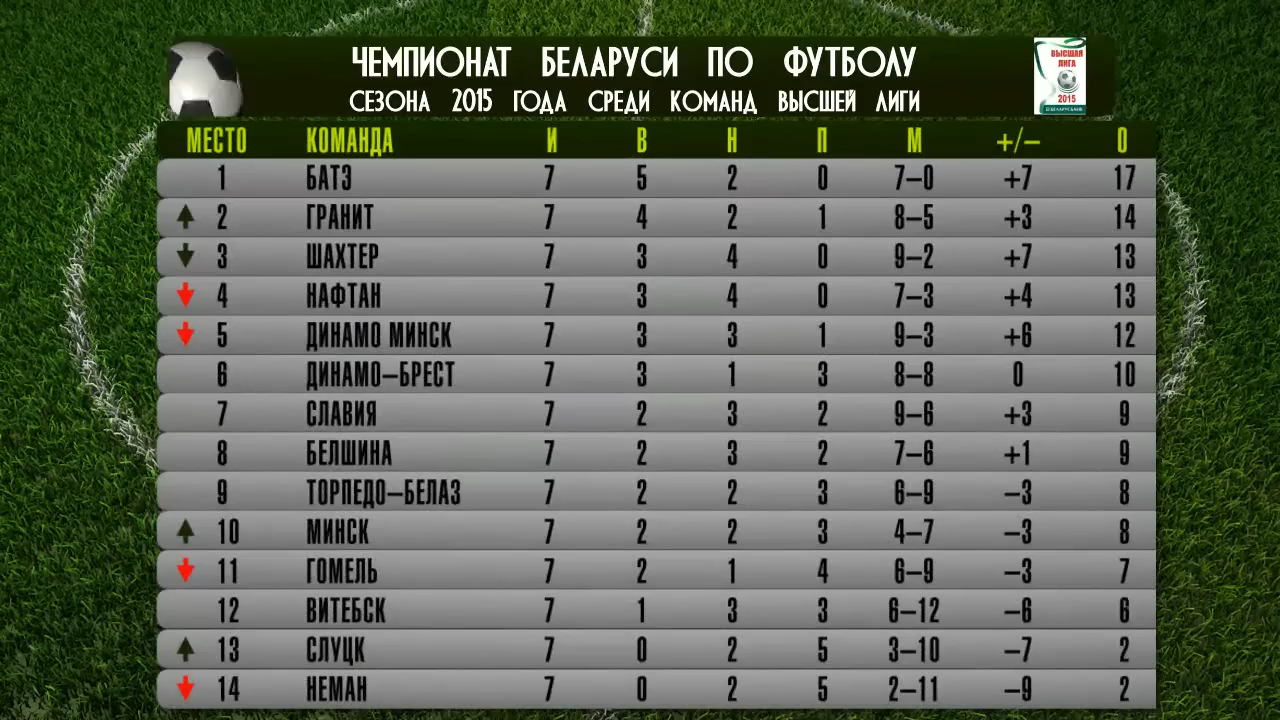 ЧЕМПИОНАТ БЕЛАРУСИ ПО ФУТБОЛУ
СЕЗОНА 2015 ГОДА СРЕДИ КОМАНД ВЫСШЕЙ ЛИГИ
ВЫСШАЯ
ЛИГА
2015
БЕЛАРУСБАНК
МЕСТО КОМАНДА И В Н П М +/– О
1 БАТЭ 7 5 2 0 7–0 +7 17
2 ГРАНИТ 7 4 2 1 8–5 +3 14
3 ШАХТЕР 7 3 4 0 9–2 +7 13
4 НАФТАН 7 3 4 0 7–3 +4 13
5 ДИНАМО МИНСК 7 3 3 1 9–3 +6 12
6 ДИНАМО–БРЕСТ 7 3 1 3 8–8 0 10
7 СЛАВИЯ 7 2 3 2 9–6 +3 9
8 БЕЛШИНА 7 2 3 2 7–6 +1 9
9 ТОРПЕДО–БЕЛАЗ 7 2 2 3 6–9 –3 8
10 МИНСК 7 2 2 3 4–7 –3 8
11 ГОМЕЛЬ 7 2 1 4 6–9 –3 7
12 ВИТЕБСК 7 1 3 3 6–12 –6 6
13 СЛУЦК 7 0 2 5 3–10 –7 2
14 НЕМАН 7 0 2 5 2–11 –9 2